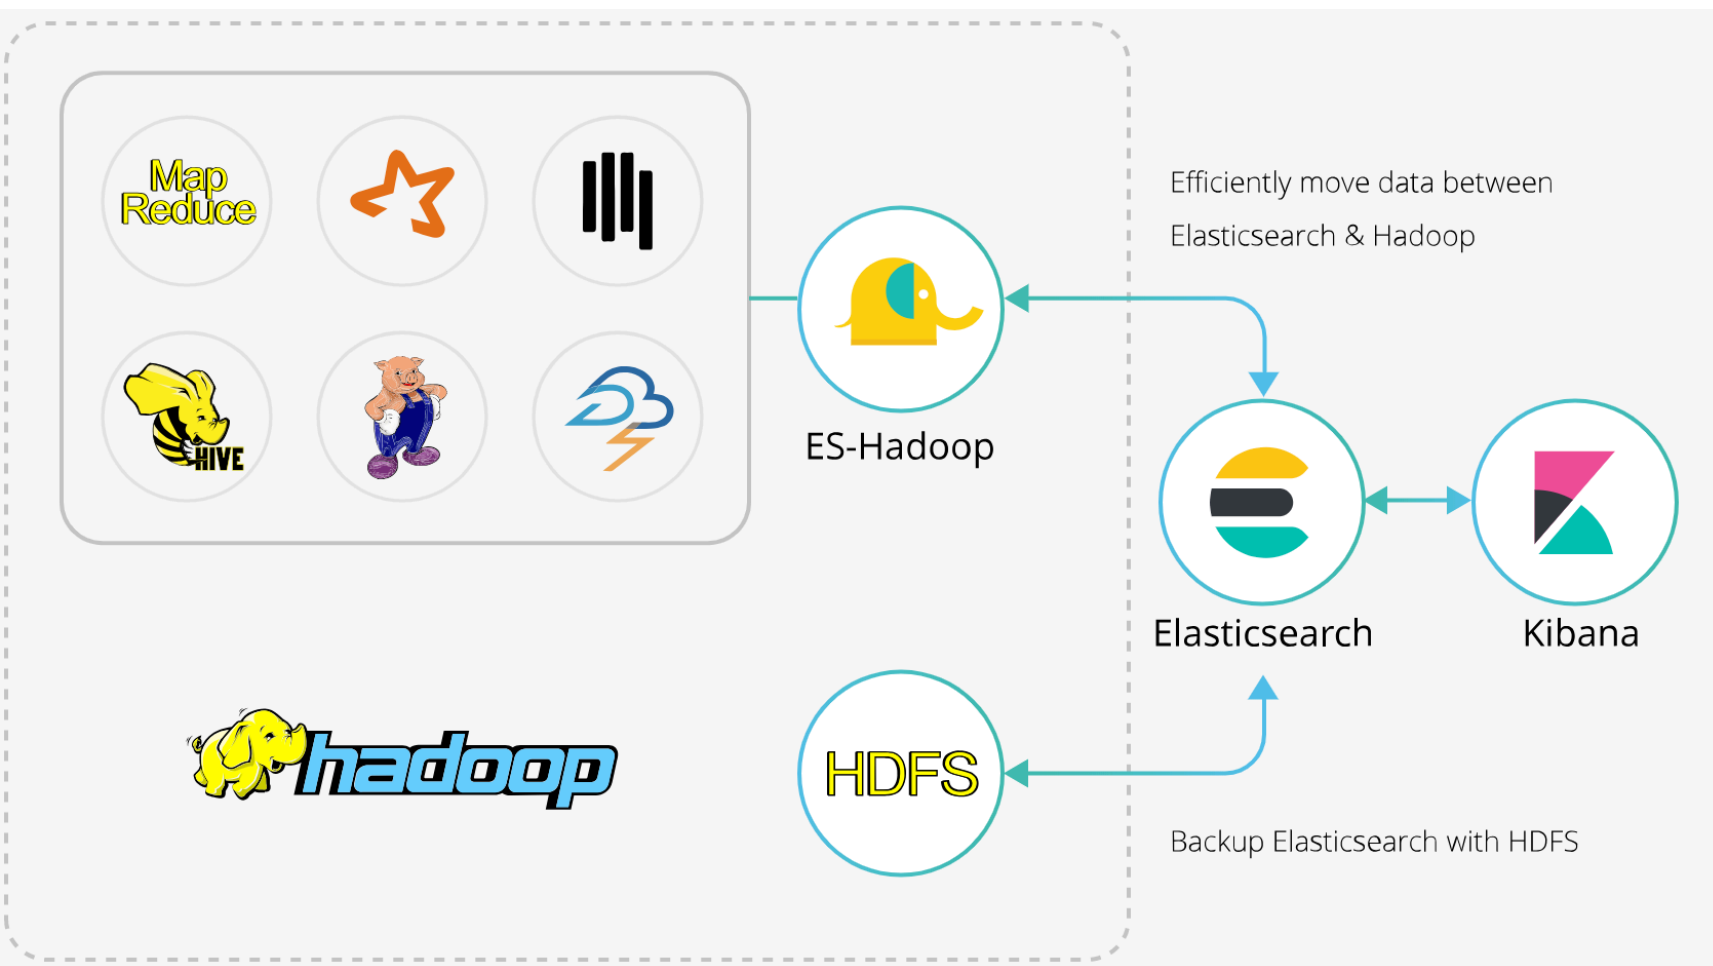 Map
Reduce
HIVE
ES-Hadoop
Efficiently move data between
Elasticsearch & Hadoop
Elasticsearch
Kibana
hadoop
HDFS
Backup Elasticsearch with HDFS